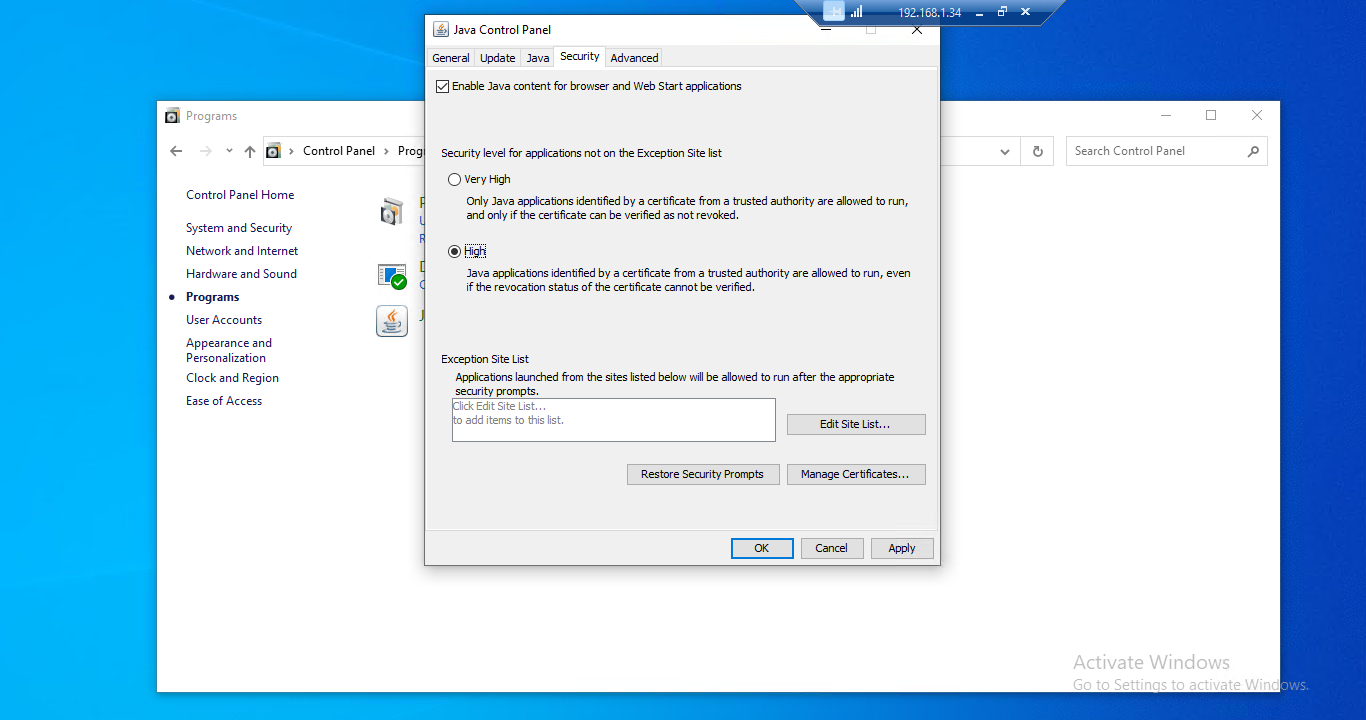 192.168.1.34
Java Control Panel
General Update Java Security Advanced
Enable Java content for browser and Web Start applications
Security level for applications not on the Exception Site list
Very High
Only Java applications identified by a certificate from a trusted authority are allowed to run,
and only if the certificate can be verified as not revoked.
High
Java applications identified by a certificate from a trusted authority are allowed to run, even
if the revocation status of the certificate cannot be verified.
Exception Site List
Applications launched from the sites listed below will be allowed to run after the appropriate
security prompts.
Click Edit Site List...
to add items to this list.
Edit Site List...
Restore Security Prompts
Manage Certificates...
OK
Cancel
Apply
Programs
Control Panel
Search Control Panel
Control Panel Home
System and Security
Network and Internet
Hardware and Sound
Programs
User Accounts
Appearance and
Personalization
Clock and Region
Ease of Access
Activate Windows
Go to Settings to activate Windows.